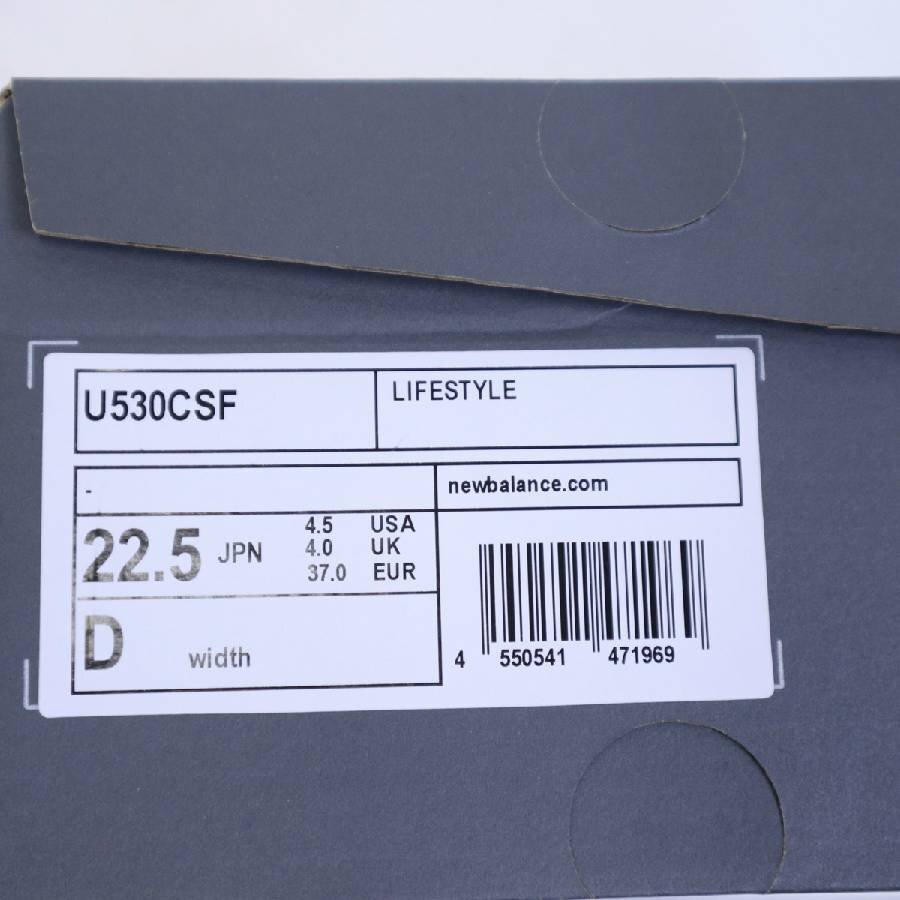 U530CSF
LIFESTYLE
-
newbalance.com
22.5 JPN
4.5 USA
4.0 UK
37.0 EUR
D width
4 550541 471969